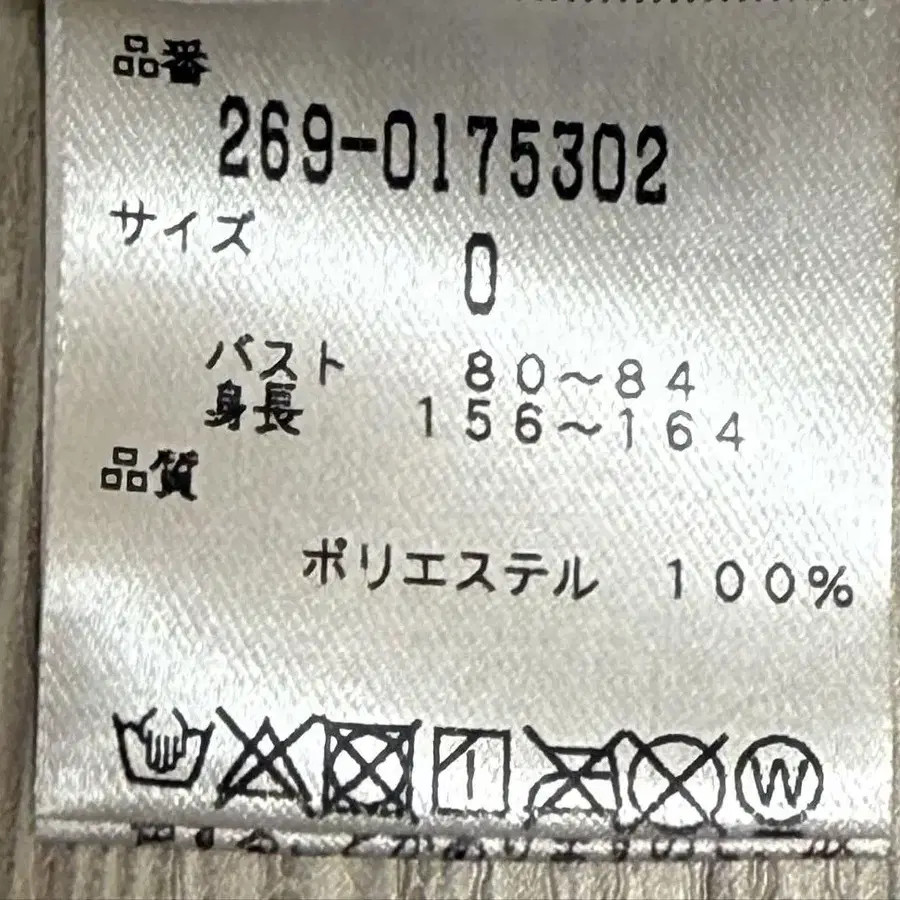 品番
269-0175302
サイズ
0
バスト 80〜84
身長 156〜164
品質
ポリエステル 100%
W